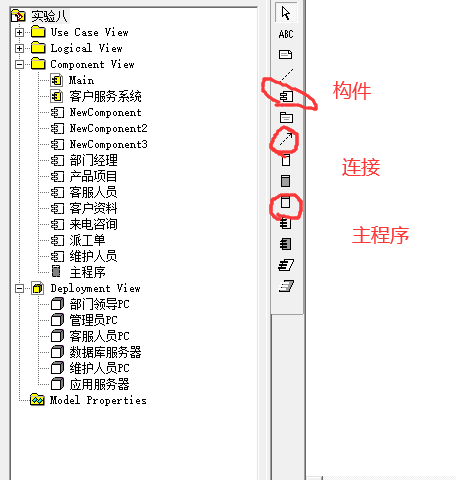 实验八
Use Case View
Logical View
Component View
Main
客户服务系统
NewComponent
NewComponent2
NewComponent3
部门经理
产品项目
客服人员
客户资料
来电咨询
派工单
维护人员
主程序
Deployment View
部门领导PC
管理员PC
客服人员PC
数据库服务器
维护人员PC
应用服务器
Model Properties
ABC
构件
连接
主程序